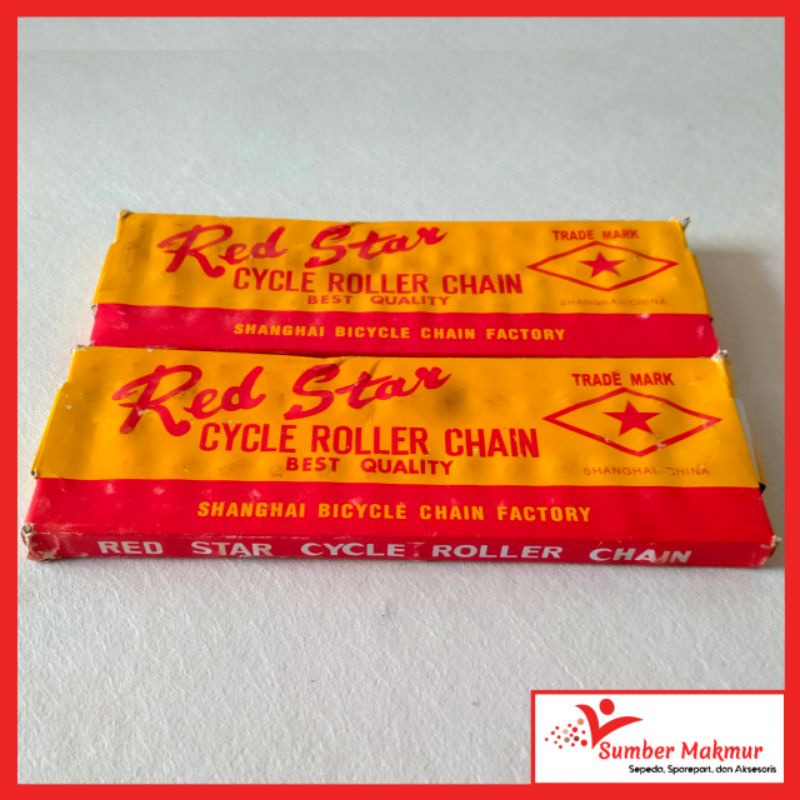 Red Star
TRADE MARK
CYCLE ROLLER CHAIN
BEST QUALITY
SHANGHAI-CHINA
SHANGHAI BICYCLE CHAIN FACTORY
Red Star
TRADE MARK
CYCLE ROLLER CHAIN
BEST QUALITY
SHANGHAI-CHINA
SHANGHAI BICYCLE CHAIN FACTORY
RED STAR CYCLE ROLLER CHAIN
Sumber Makmur
Sepeda, Sparepart, dan Aksesoris